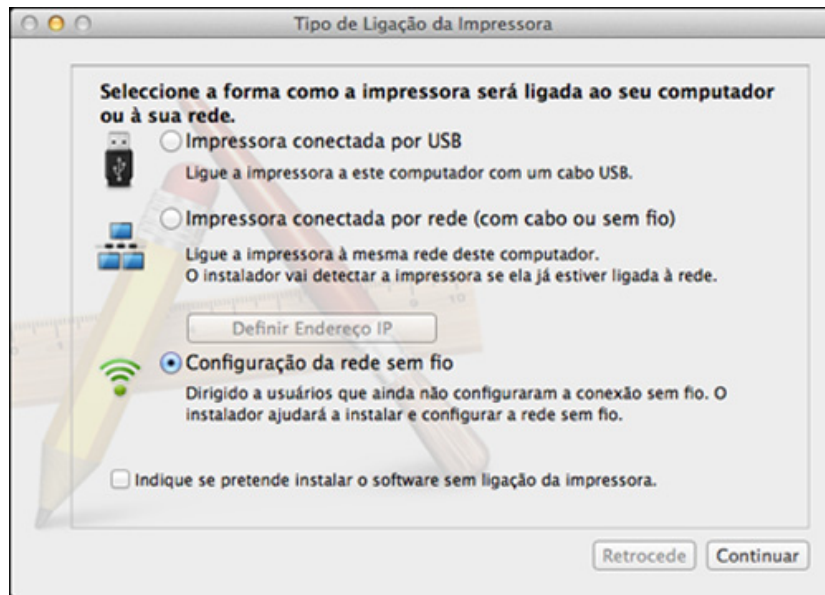 Tipo de Ligação da Impressora
Seleccione a forma como a impressora será ligada ao seu computador
ou à sua rede.
Impressora conectada por USB
Ligue a impressora a este computador com um cabo USB.
Impressora conectada por rede (com cabo ou sem fio)
Ligue a impressora à mesma rede deste computador.
O instalador vai detectar a impressora se ela já estiver ligada à rede.
Definir Endereço IP
Configuração da rede sem fio
Dirigido a usuários que ainda não configuraram a conexão sem fio. O
instalador ajudará a instalar e configurar a rede sem fio.
Indique se pretende instalar o software sem ligação da impressora.
Retrocede Continuar